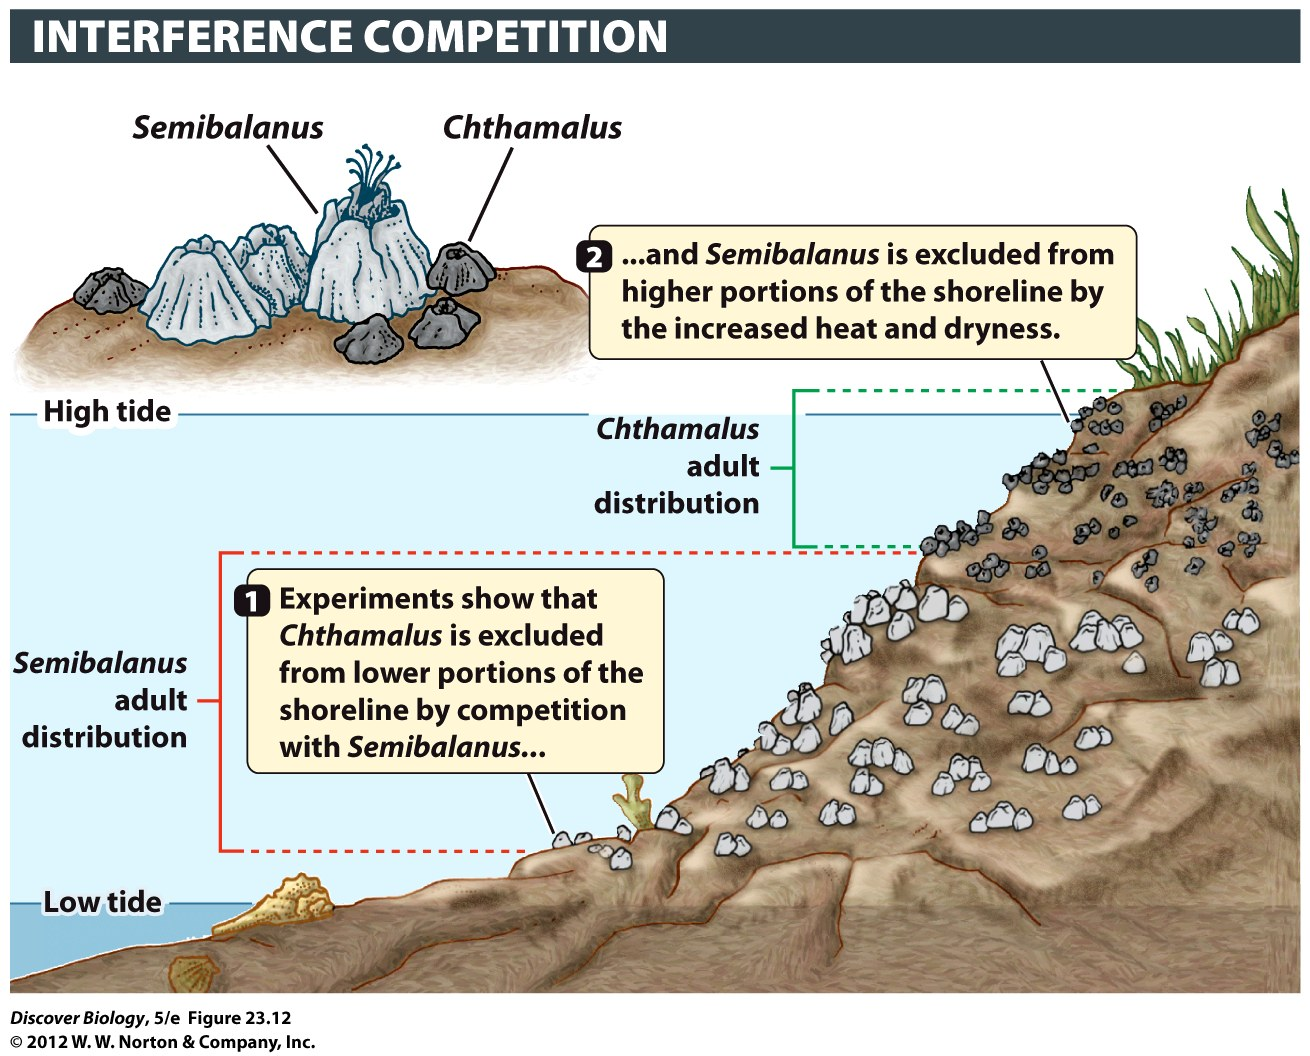 INTERFERENCE COMPETITION
Semibalanus
Chthamalus
2 ...and Semibalanus is excluded from
higher portions of the shoreline by
the increased heat and dryness.
High tide
Chthamalus
adult
distribution
1 Experiments show that
Chthamalus is excluded
from lower portions of the
shoreline by competition
with Semibalanus...
Semibalanus
adult
distribution
Low tide
Discover Biology, 5/e Figure 23.12
© 2012 W. W. Norton & Company, Inc.